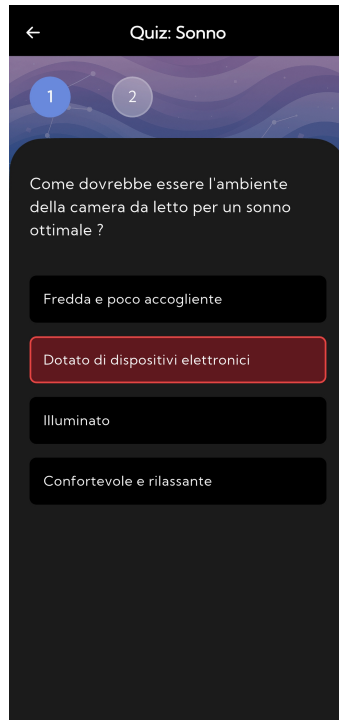 Quiz: Sonno
1
2
Come dovrebbe essere l'ambiente
della camera da letto per un sonno
ottimale ?
Fredda e poco accogliente
Dotato di dispositivi elettronici
Illuminato
Confortevole e rilassante